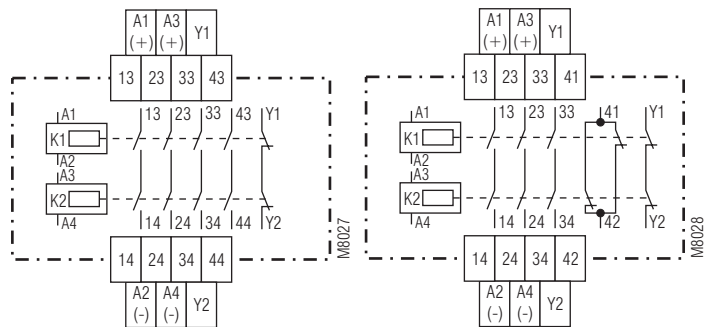 A1 A3 Y1
(+) (+)
13 23 33 43
A1
13 23 33 43 Y1
K1
A2
A3
K2
A4
14 24 34 44 Y2
14 24 34 44
A2 A4 Y2
(-) (-)
M8027
A1 A3 Y1
(+) (+)
13 23 33 41
A1
13 23 33 41 Y1
K1
A2
A3
K2
A4
14 24 34 42 Y2
14 24 34 42
A2 A4 Y2
(-) (-)
M8028